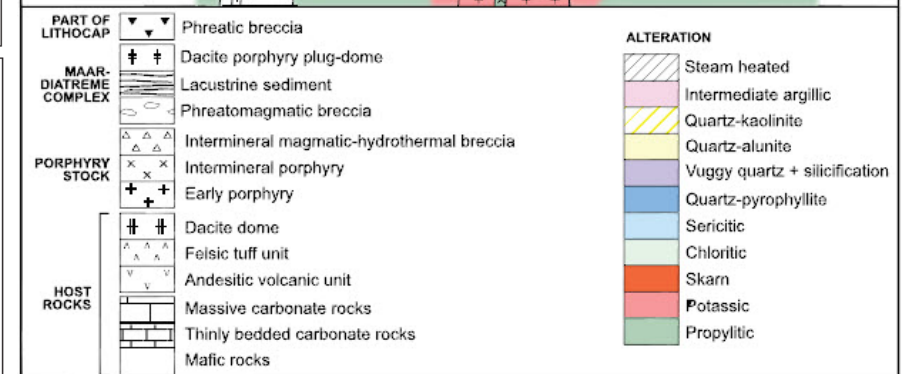 PART OF
LITHOCAP
Phreatic breccia
MAAR-
DIATREME
COMPLEX
Dacite porphyry plug-dome
Lacustrine sediment
Phreatomagmatic breccia
PORPHYRY
STOCK
Intermineral magmatic-hydrothermal breccia
Intermineral porphyry
Early porphyry
HOST
ROCKS
Dacite dome
Felsic tuff unit
Andesitic volcanic unit
Massive carbonate rocks
Thinly bedded carbonate rocks
Mafic rocks
ALTERATION
Steam heated
Intermediate argillic
Quartz-kaolinite
Quartz-alunite
Vuggy quartz + silicification
Quartz-pyrophyllite
Sericitic
Chloritic
Skarn
Potassic
Propylitic